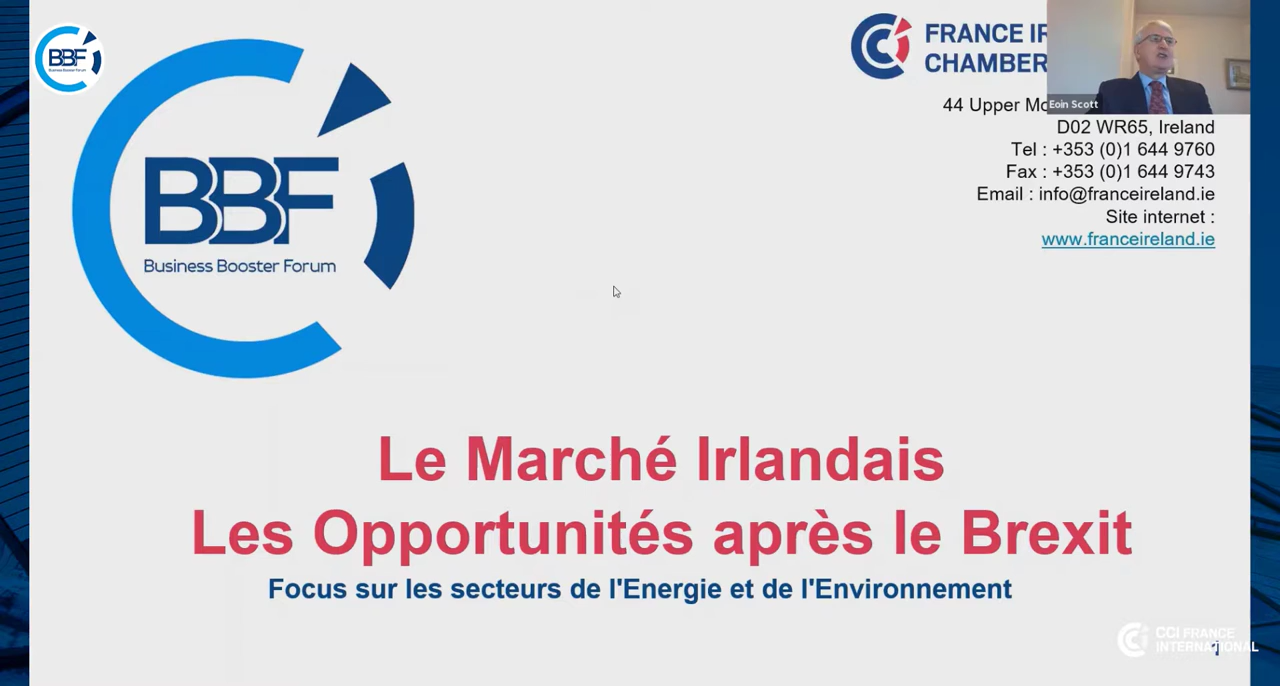 BBF
Business Booster Forum
BBF
Business Booster Forum
FRANCE
CHAMBER
Eoin Scott
44 Upper
D02 WR65, Ireland
Tel : +353 (0)1 644 9760
Fax : +353 (0)1 644 9743
Email : info@franceireland.ie
Site internet :
www.franceireland.ie
Le Marché Irlandais
Les Opportunités après le Brexit
Focus sur les secteurs de l'Energie et de l'Environnement
CCI FRANCE
INTERNATIONAL
1